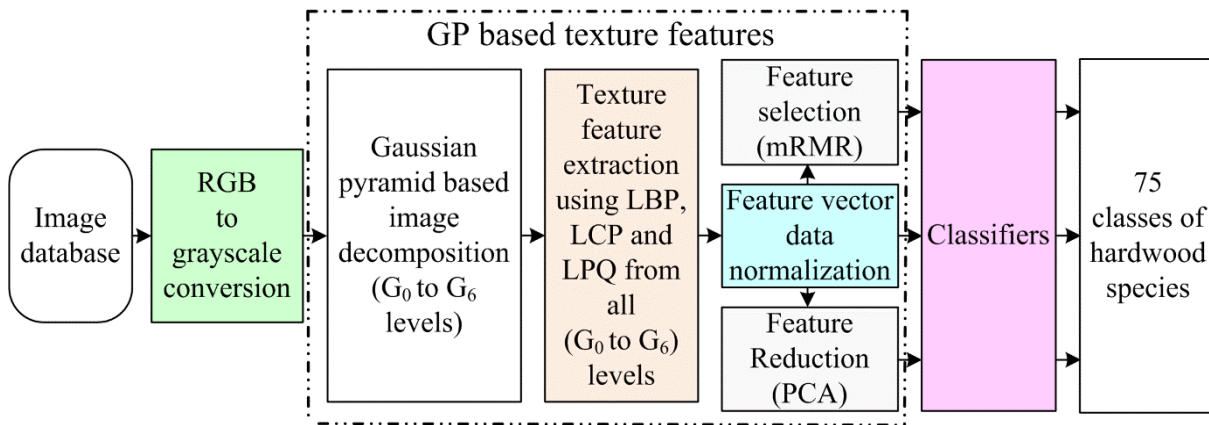 GP based texture features
Image
database
RGB
to
grayscale
conversion
Gaussian
pyramid based
image
decomposition
(G₀ to G₆
levels)
Texture
feature
extraction
using LBP,
LCP and
LPQ from
all
(G₀ to G₆)
levels
Feature
selection
(mRMR)
Feature vector
data
normalization
Feature
Reduction
(PCA)
Classifiers
75
classes of
hardwood
species